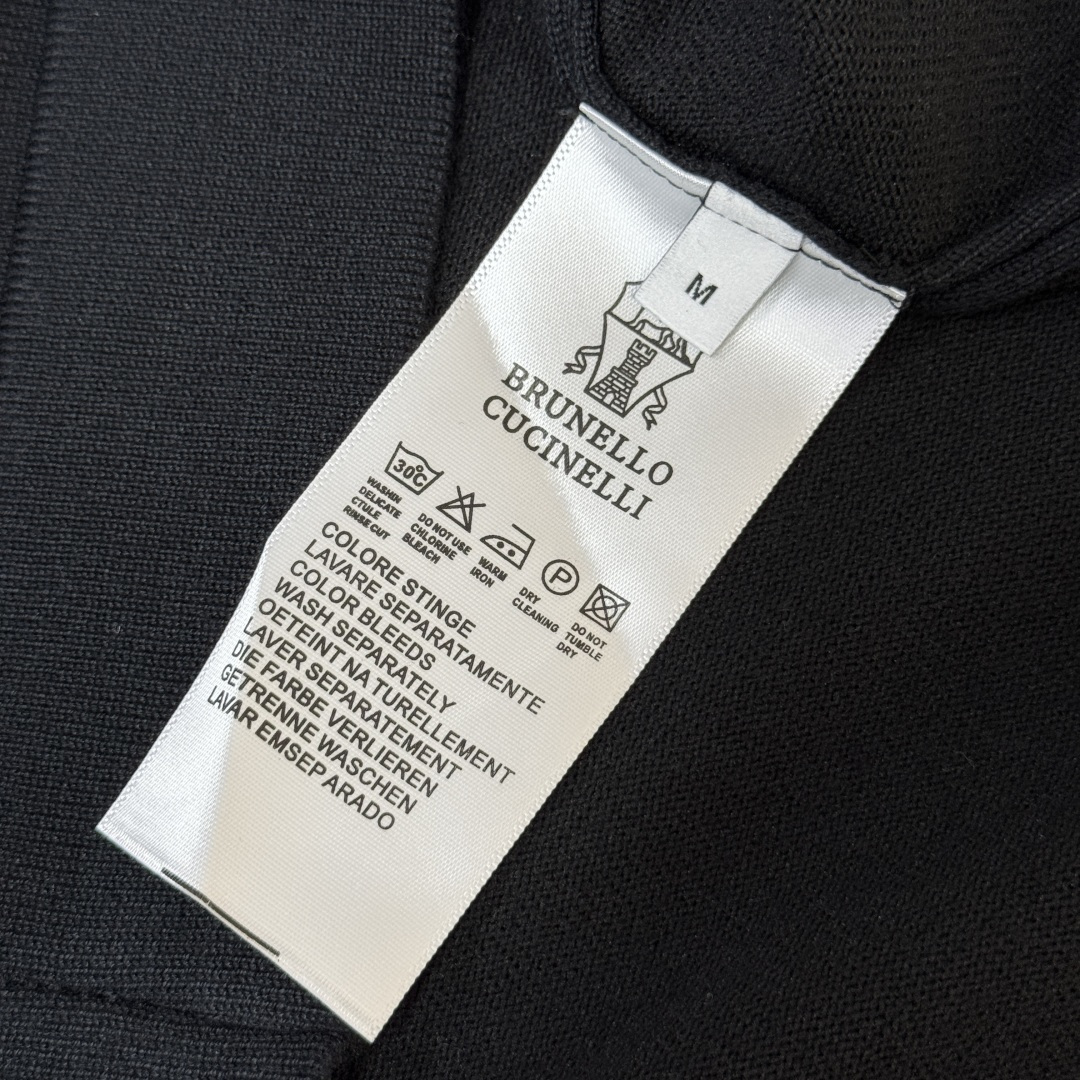 M
BRUNELLO
CUCINELLI
30℃
WASHIN
DELICATE
CTULE
RINSE CUT
DO NOT USE
CHLORINE
BLEACH
WARM
IRON
P
DRY
CLEANING
DO NOT
TUMBLE
DRY
COLORE STINGE
LAVARE SEPARATAMENTE
COLOR BLEEDS
WASH SEPARATELY
OETEINT NA TURELLEMENT
LAVER SEPAREMENT
DIE FARBE VERLIEREN
GETRENNE WASCHEN
LAVAR EMSEP ARADO